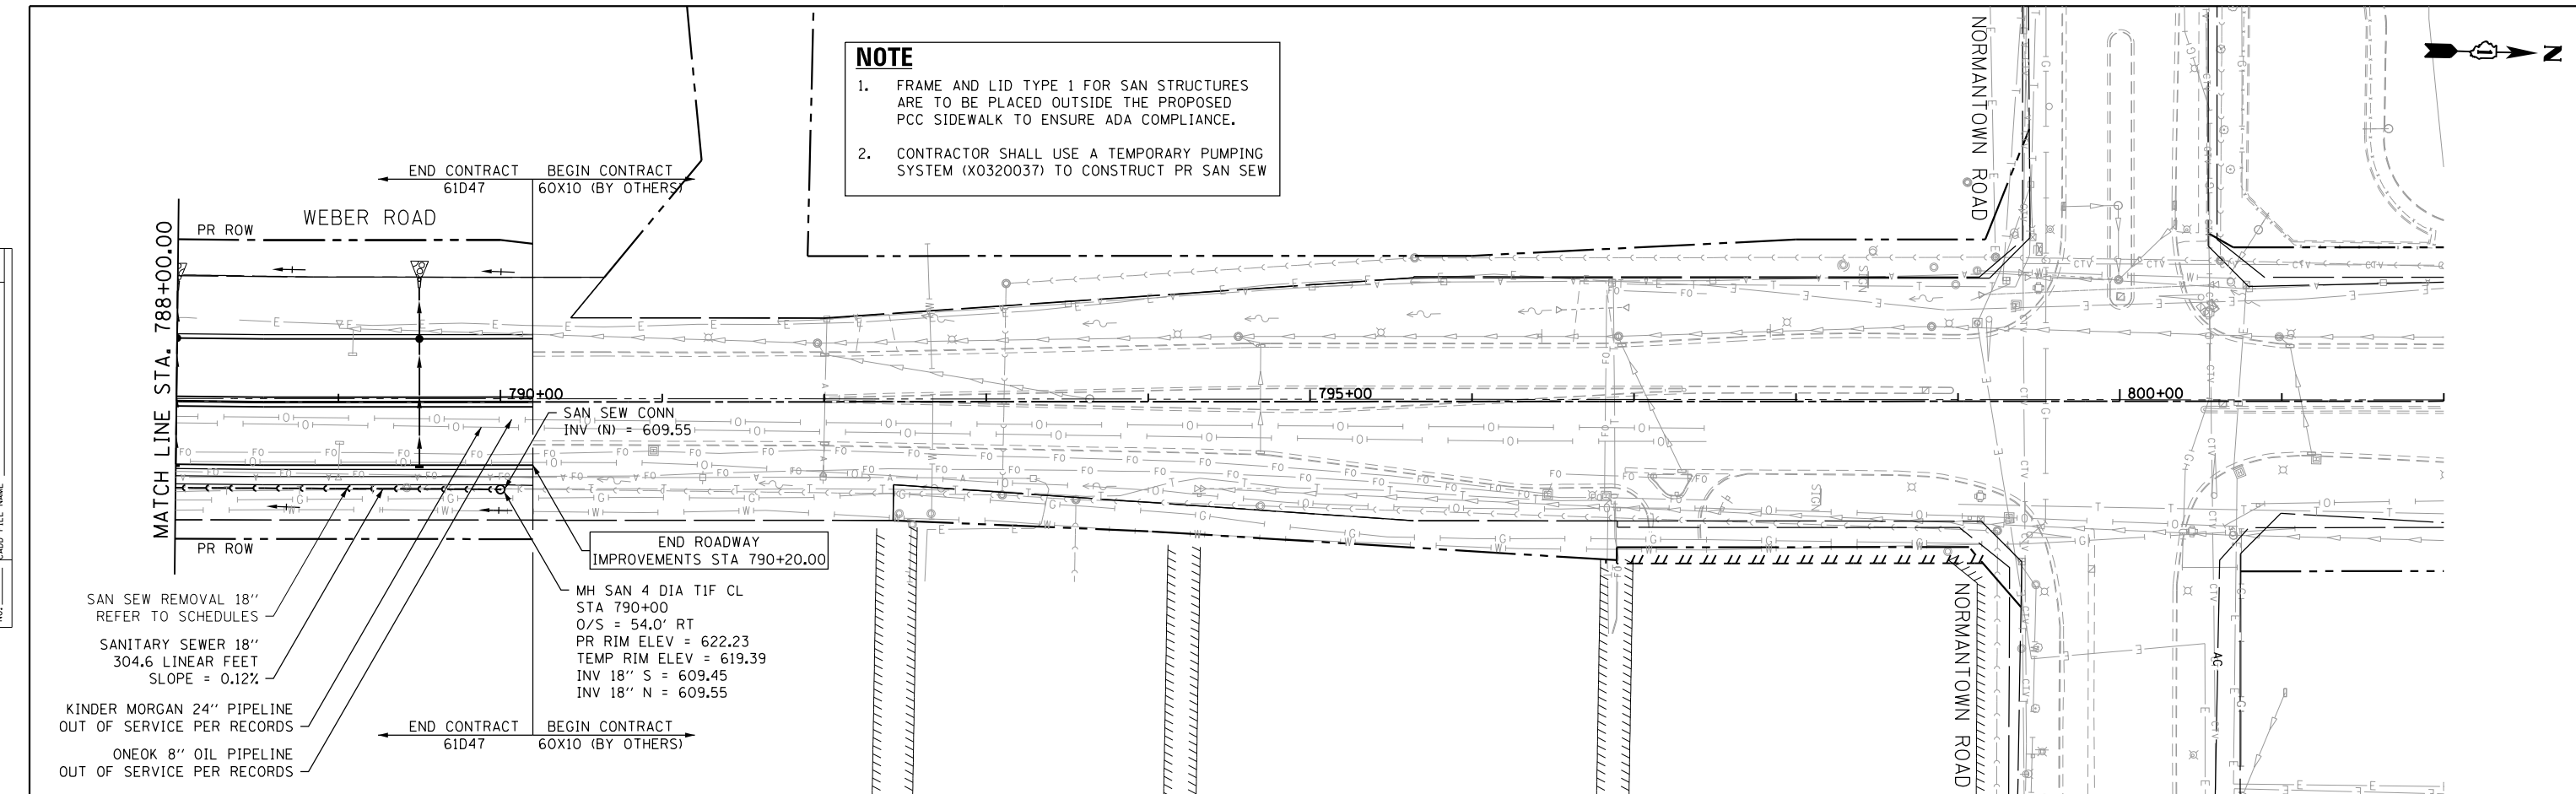 NOTE
1. FRAME AND LID TYPE 1 FOR SAN STRUCTURES
ARE TO BE PLACED OUTSIDE THE PROPOSED
PCC SIDEWALK TO ENSURE ADA COMPLIANCE.
2. CONTRACTOR SHALL USE A TEMPORARY PUMPING
SYSTEM (X0320037) TO CONSTRUCT PR SAN SEW
N
NORMANTOWN ROAD
END CONTRACT BEGIN CONTRACT
61D47 60X10 (BY OTHERS)
WEBER ROAD
PR ROW
MATCH LINE STA. 788+00.00
790+00
795+00
800+00
SAN SEW CONN
INV (N) = 609.55
SIGN
SIGN
PR ROW
END ROADWAY
IMPROVEMENTS STA 790+20.00
MH SAN 4 DIA T1F CL
STA 790+00
O/S = 54.0' RT
PR RIM ELEV = 622.23
TEMP RIM ELEV = 619.39
INV 18" S = 609.45
INV 18" N = 609.55
SAN SEW REMOVAL 18"
REFER TO SCHEDULES
SANITARY SEWER 18"
304.6 LINEAR FEET
SLOPE = 0.12%
KINDER MORGAN 24" PIPELINE
OUT OF SERVICE PER RECORDS
ONEOK 8" OIL PIPELINE
OUT OF SERVICE PER RECORDS
END CONTRACT BEGIN CONTRACT
61D47 60X10 (BY OTHERS)
NORMANTOWN ROAD
AG